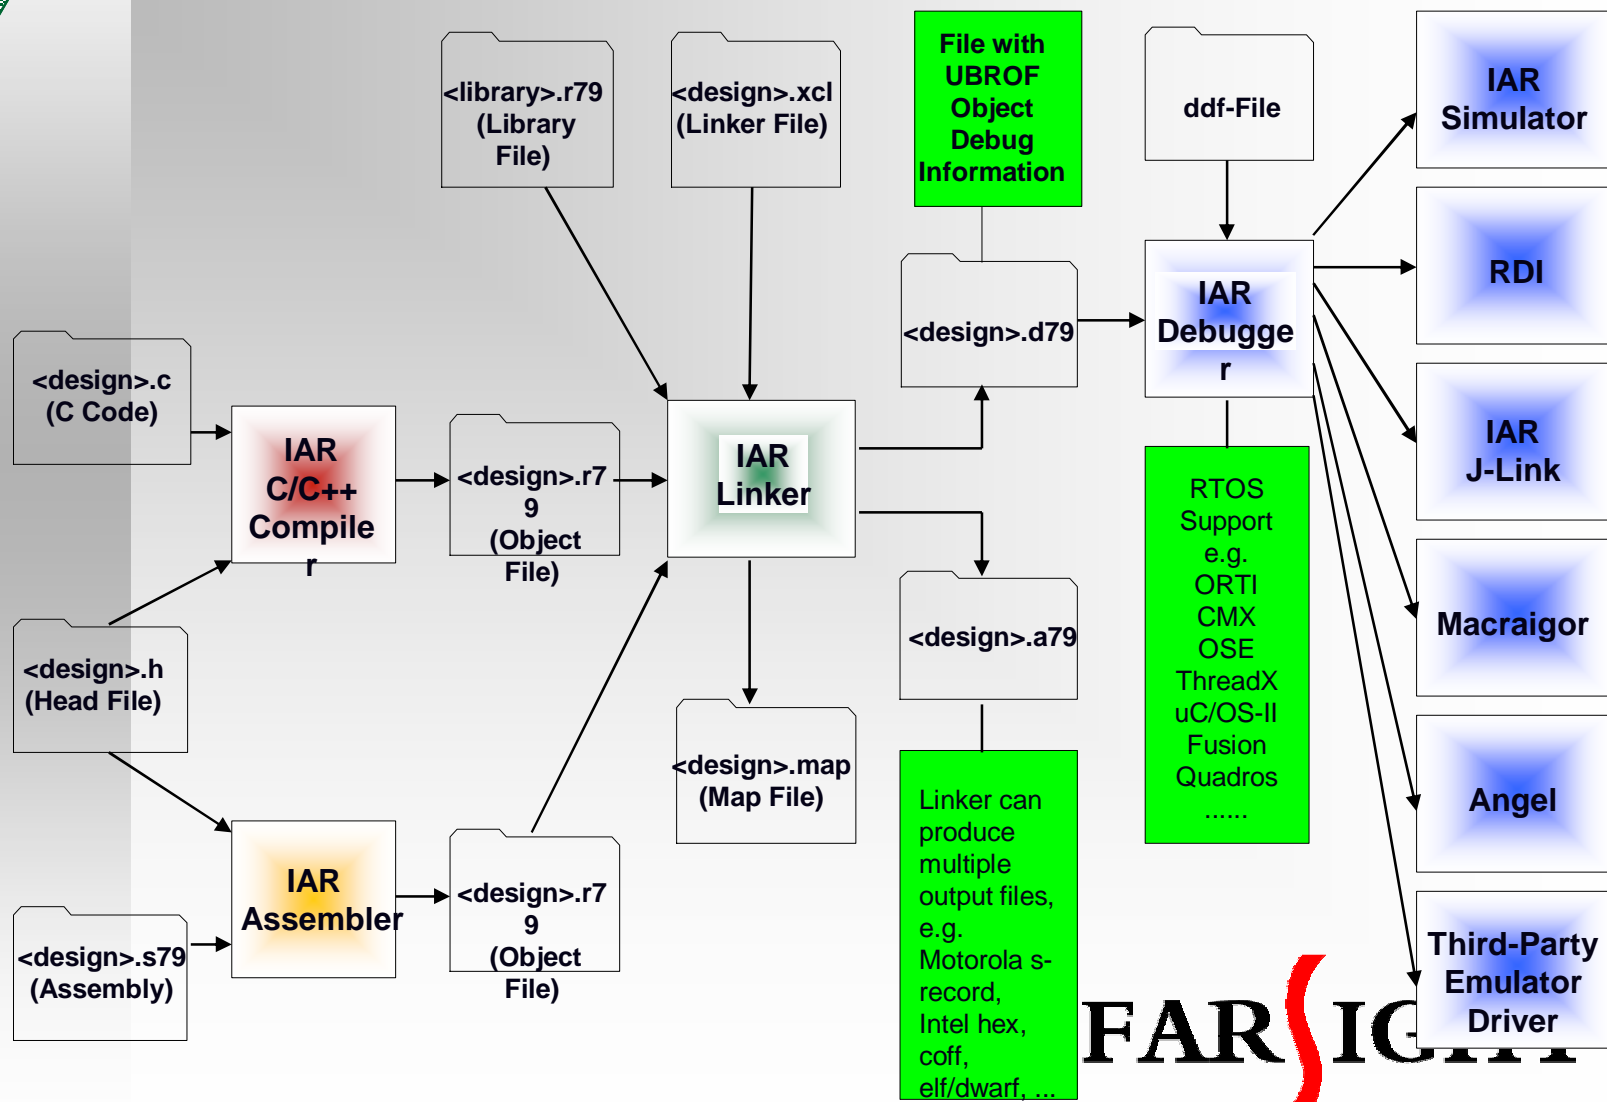 <library>.r79
(Library
File)
<design>.xcl
(Linker File)
File with
UBROF
Object
Debug
Information
ddf-File
IAR
Simulator
RDI
IAR
J-Link
Macraigor
Angel
Third-Party
Emulator
Driver
<design>.c
(C Code)
IAR
C/C++
Compile
r
<design>.r7
9
(Object
File)
IAR
Linker
<design>.d79
IAR
Debugge
r
RTOS
Support
e.g.
ORTI
CMX
OSE
ThreadX
uC/OS-II
Fusion
Quadros
......
<design>.h
(Head File)
<design>.a79
<design>.map
(Map File)
Linker can
produce
multiple
output files,
e.g.
Motorola s-
record,
Intel hex,
coff,
elf/dwarf, ...
IAR
Assembler
<design>.r7
9
(Object
File)
<design>.s79
(Assembly)
FARSIGHT